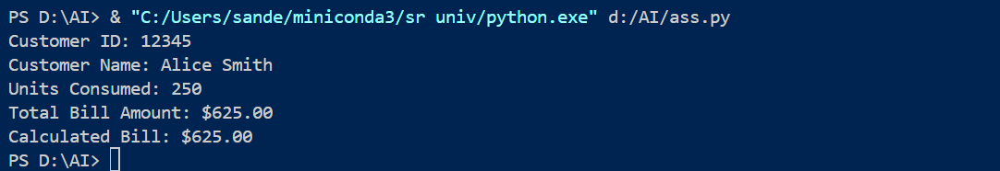 PS D:\AI> & "C:/Users/sande/miniconda3/sr univ/python.exe" d:/AI/ass.py
Customer ID: 12345
Customer Name: Alice Smith
Units Consumed: 250
Total Bill Amount: $625.00
Calculated Bill: $625.00
PS D:\AI>